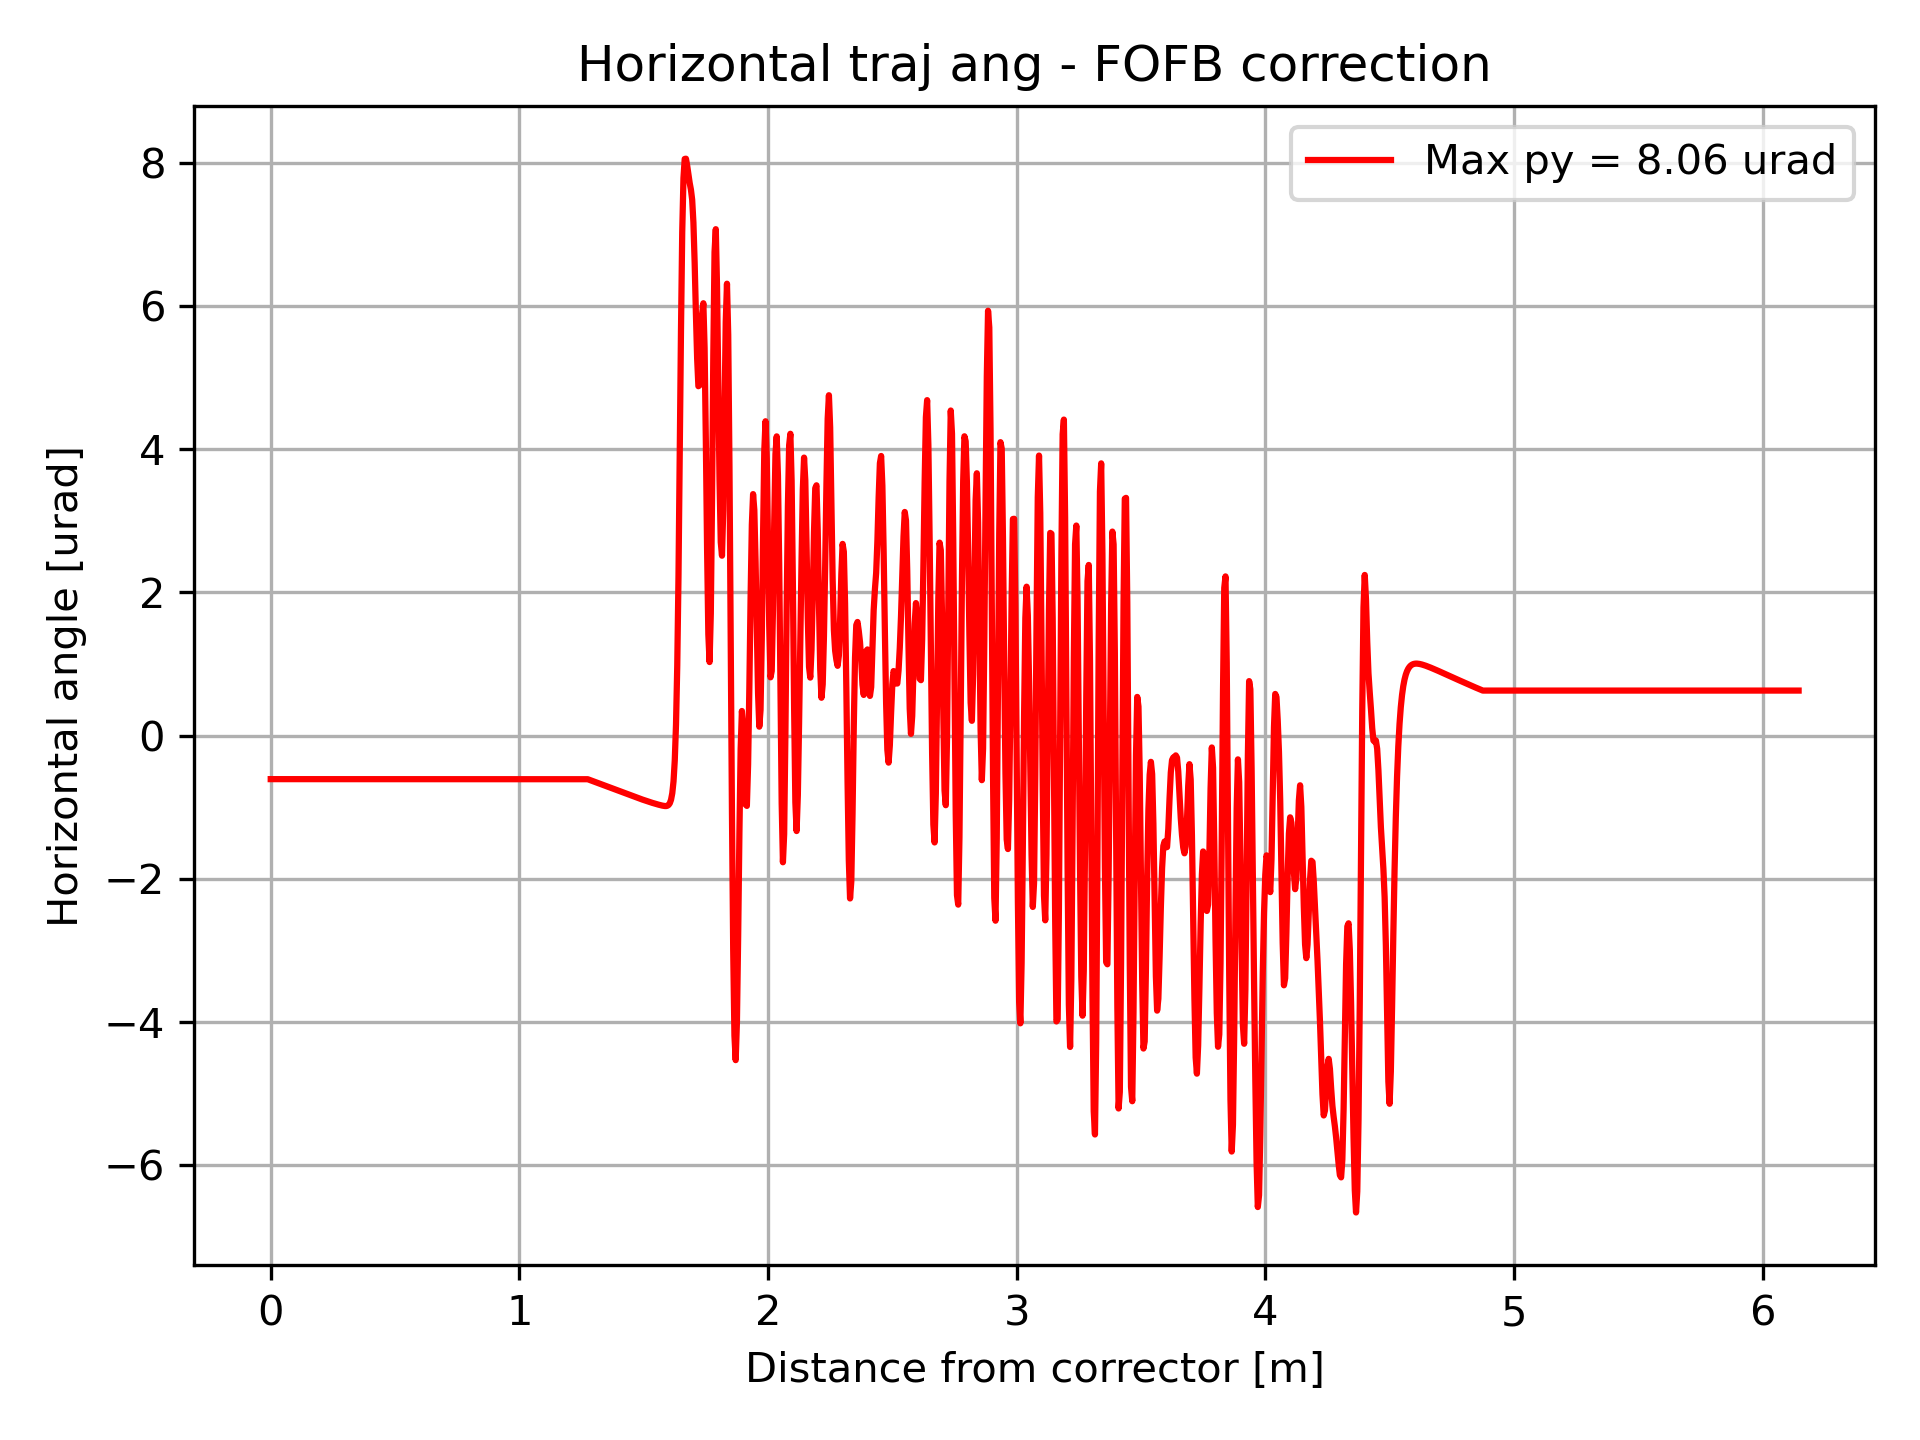 Horizontal traj ang - FOFB correction
Max py = 8.06 urad
Horizontal angle [urad]
8
6
4
2
0
−2
−4
−6
0 1 2 3 4 5 6
Distance from corrector [m]